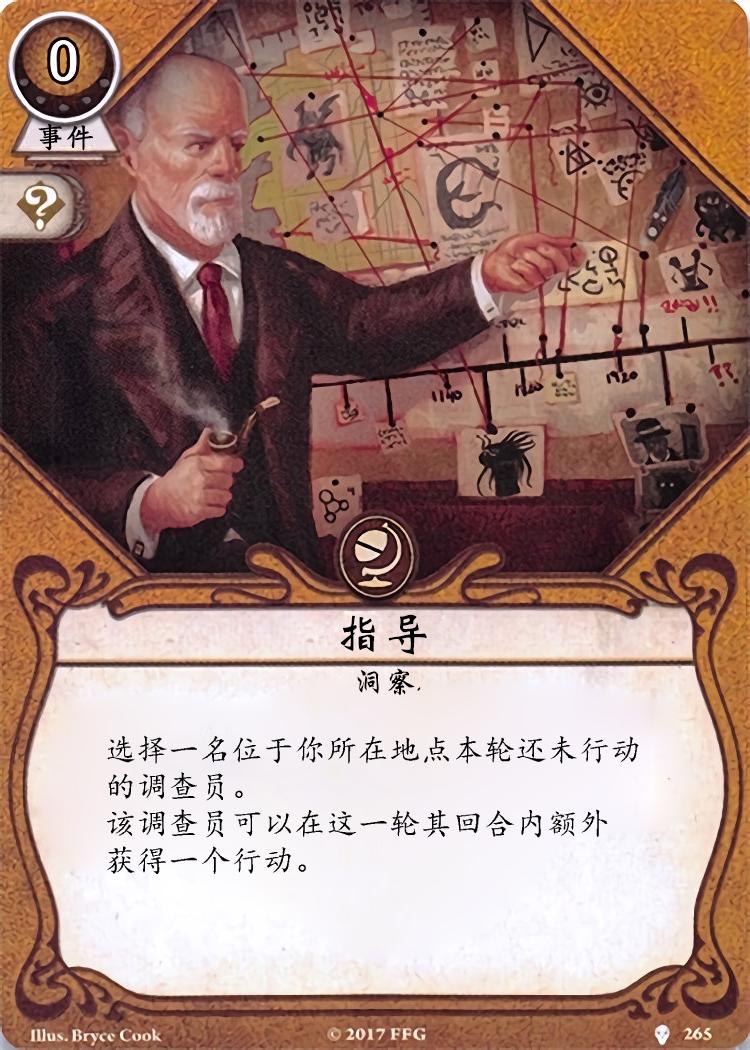 0
事件
1140
1920
指导
洞察.
选择一名位于你所在地点本轮还未行动
的调查员。
该调查员可以在这一轮其回合内额外
获得一个行动。
Illus. Bryce Cook
© 2017 FFG
265